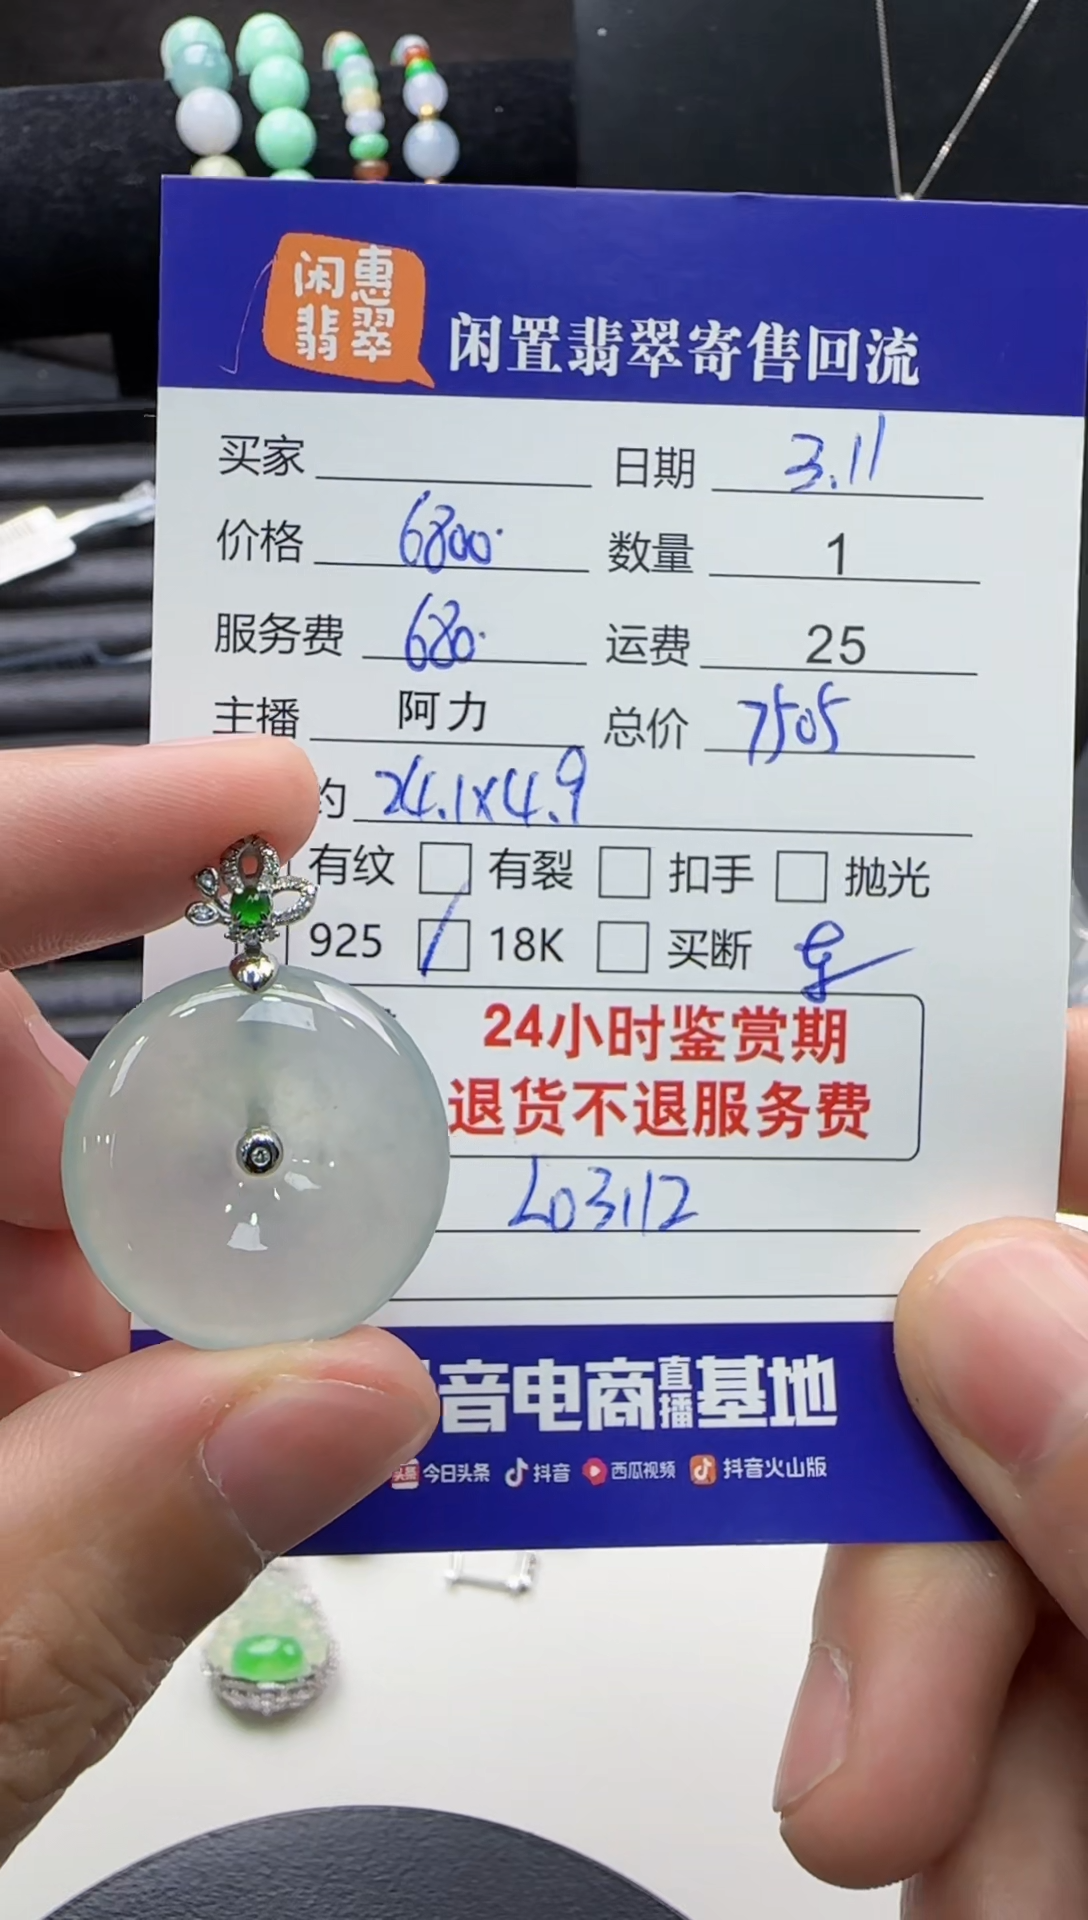 闲惠
翡翠
闲置翡翠寄售回流
买家 日期 3.11
价格 6800. 数量 1
服务费 680. 运费 25
主播 阿力 总价 7505
约 24.1x4.9
有纹 有裂 扣手 抛光
925 18K 买断
24小时鉴赏期
退货不退服务费
L03112
音电商直播基地
头条 今日头条 抖音 西瓜视频 抖音火山版